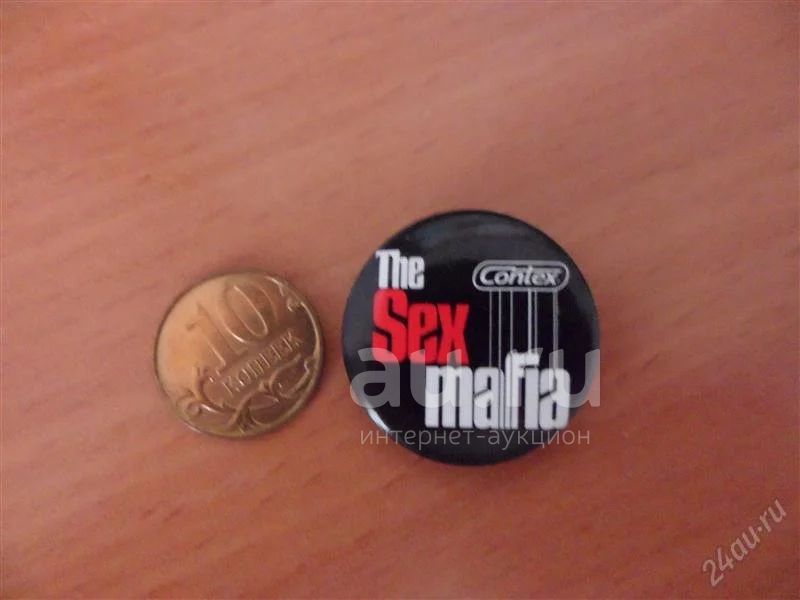 10
КОПЕЕК
The
Contex
Sex
mafia
au.ru
интернет-аукцион
24au.ru